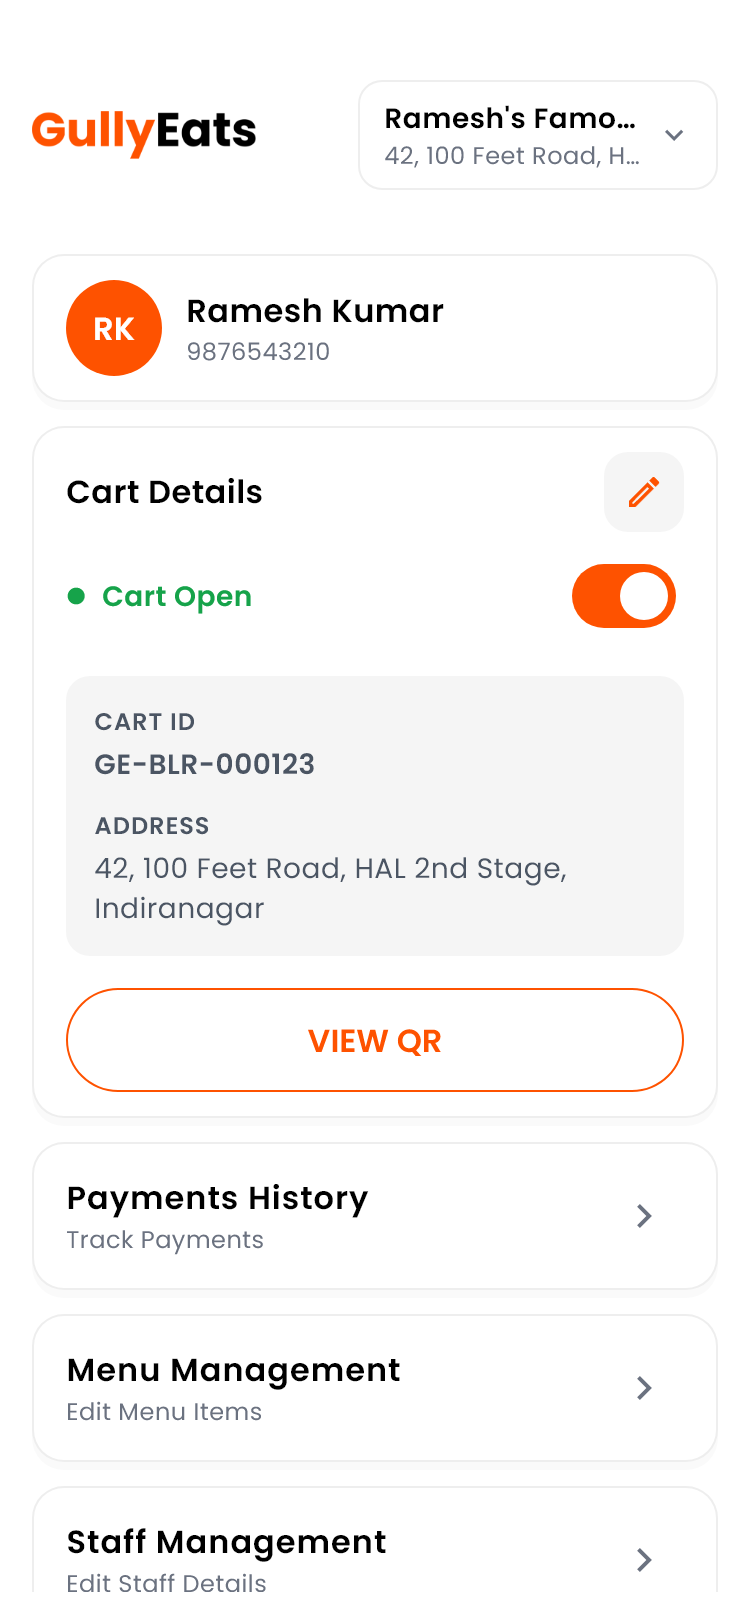 GullyEats
Ramesh's Famo...
42, 100 Feet Road, H...
RK
Ramesh Kumar
9876543210
Cart Details
Cart Open
CART ID
GE-BLR-000123
ADDRESS
42, 100 Feet Road, HAL 2nd Stage,
Indiranagar
VIEW QR
Payments History
Track Payments
Menu Management
Edit Menu Items
Staff Management
Edit Staff Details